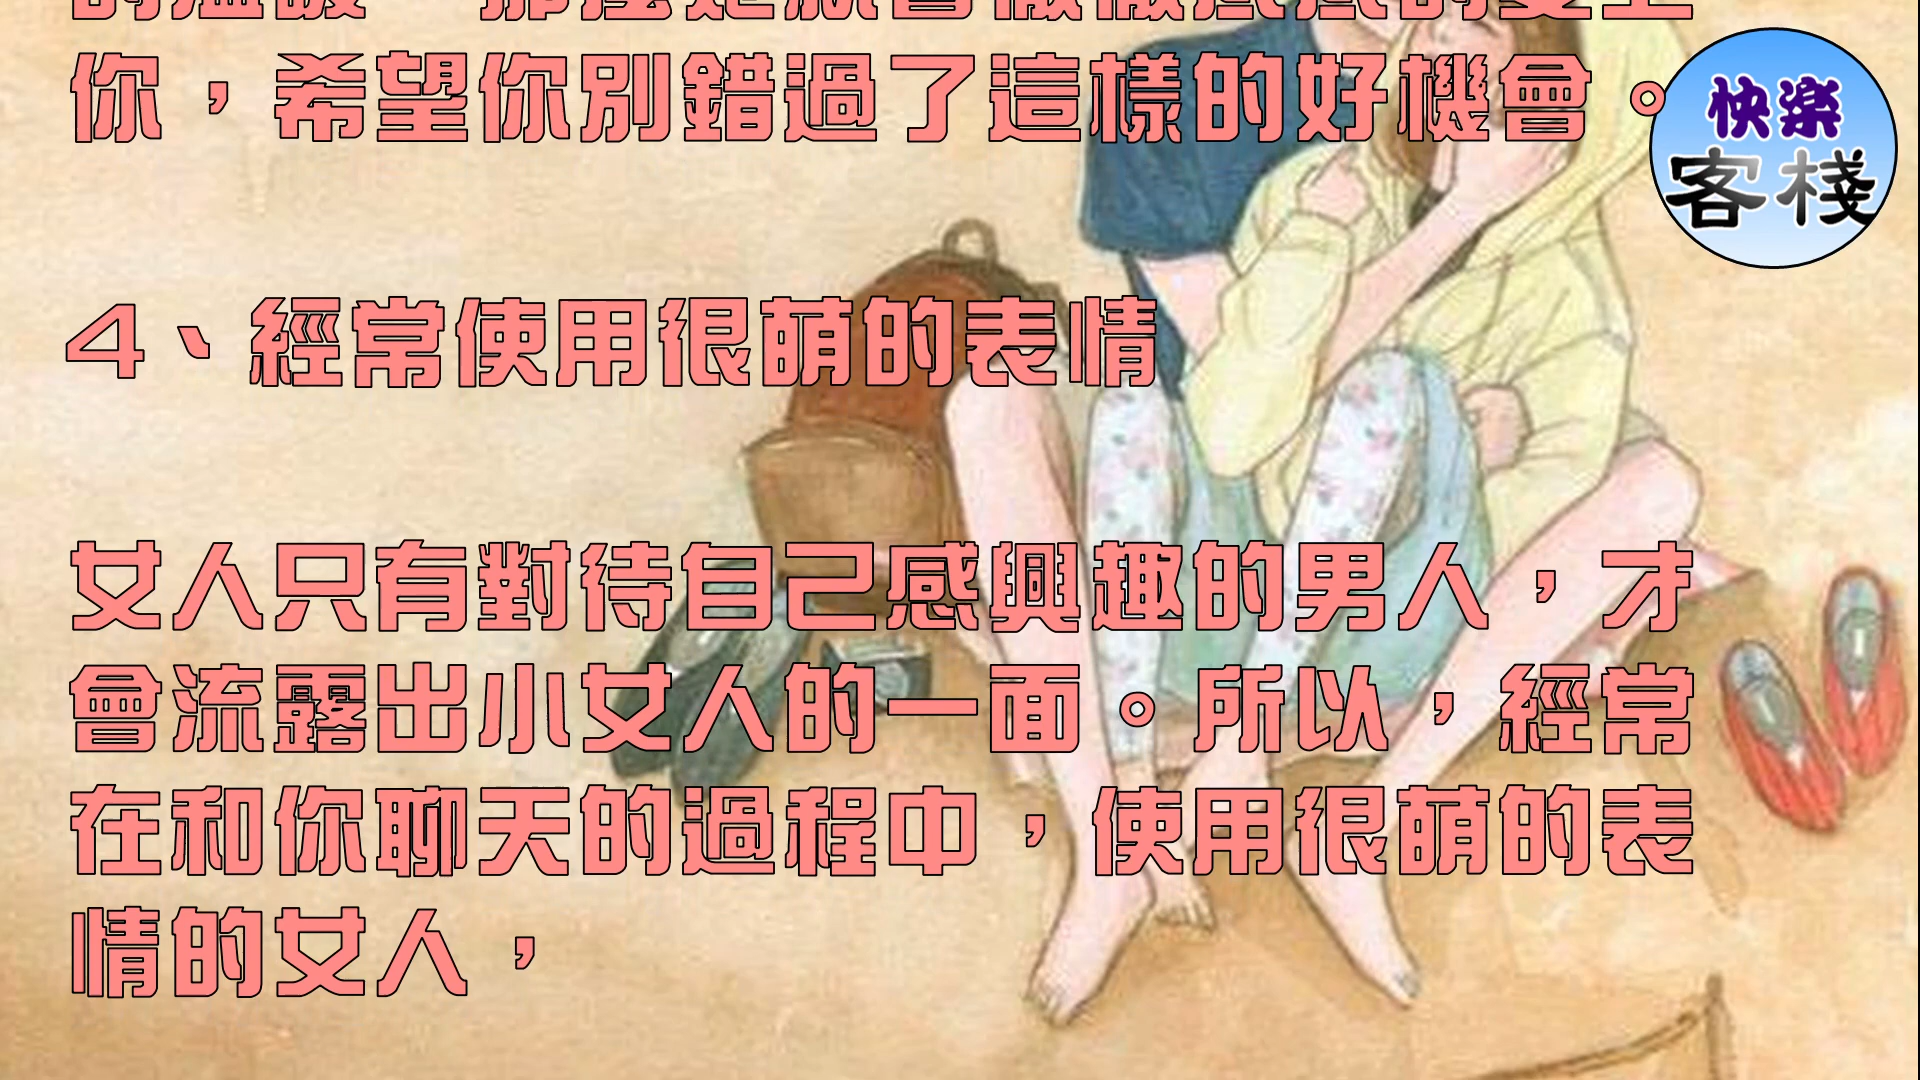 你，希望你別錯過了這樣的好機會。
快樂
客棧
4、經常使用很萌的表情
女人只有對待自己感興趣的男人，才
會流露出小女人的一面。所以，經常
在和你聊天的過程中，使用很萌的表
情的女人，